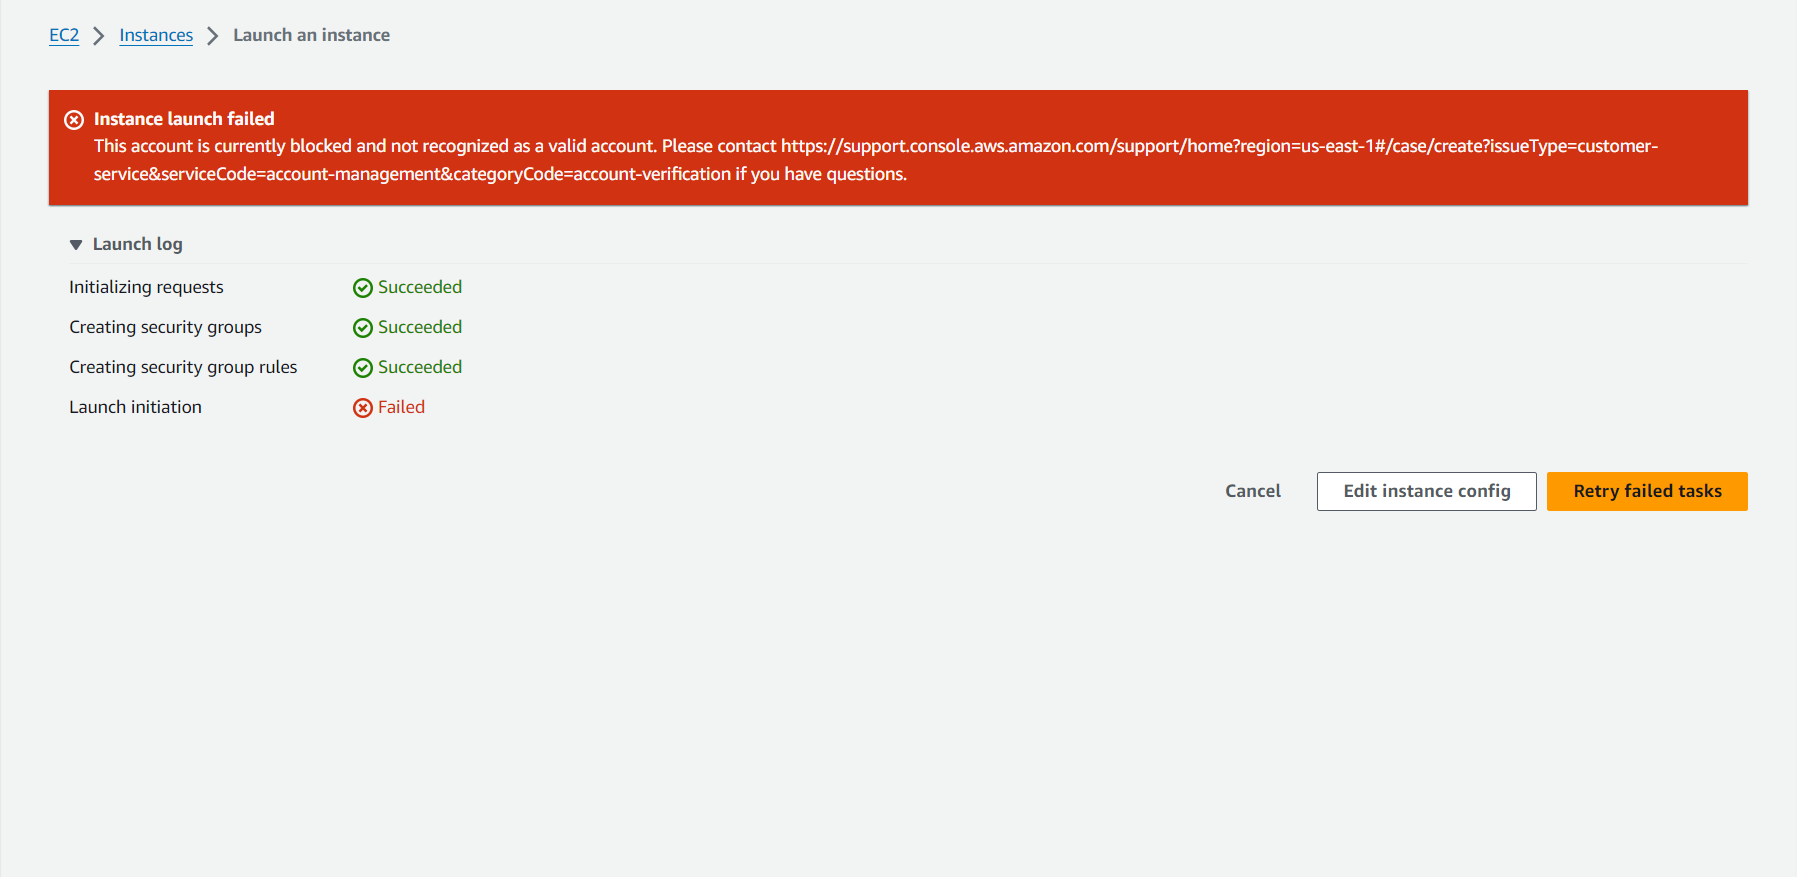 EC2 Instances Launch an instance
Instance launch failed
This account is currently blocked and not recognized as a valid account. Please contact https://support.console.aws.amazon.com/support/home?region=us-east-1#/case/create?issueType=customer-
service&serviceCode=account-management&categoryCode=account-verification if you have questions.
Launch log
Initializing requests Succeeded
Creating security groups Succeeded
Creating security group rules Succeeded
Launch initiation Failed
Cancel Edit instance config Retry failed tasks